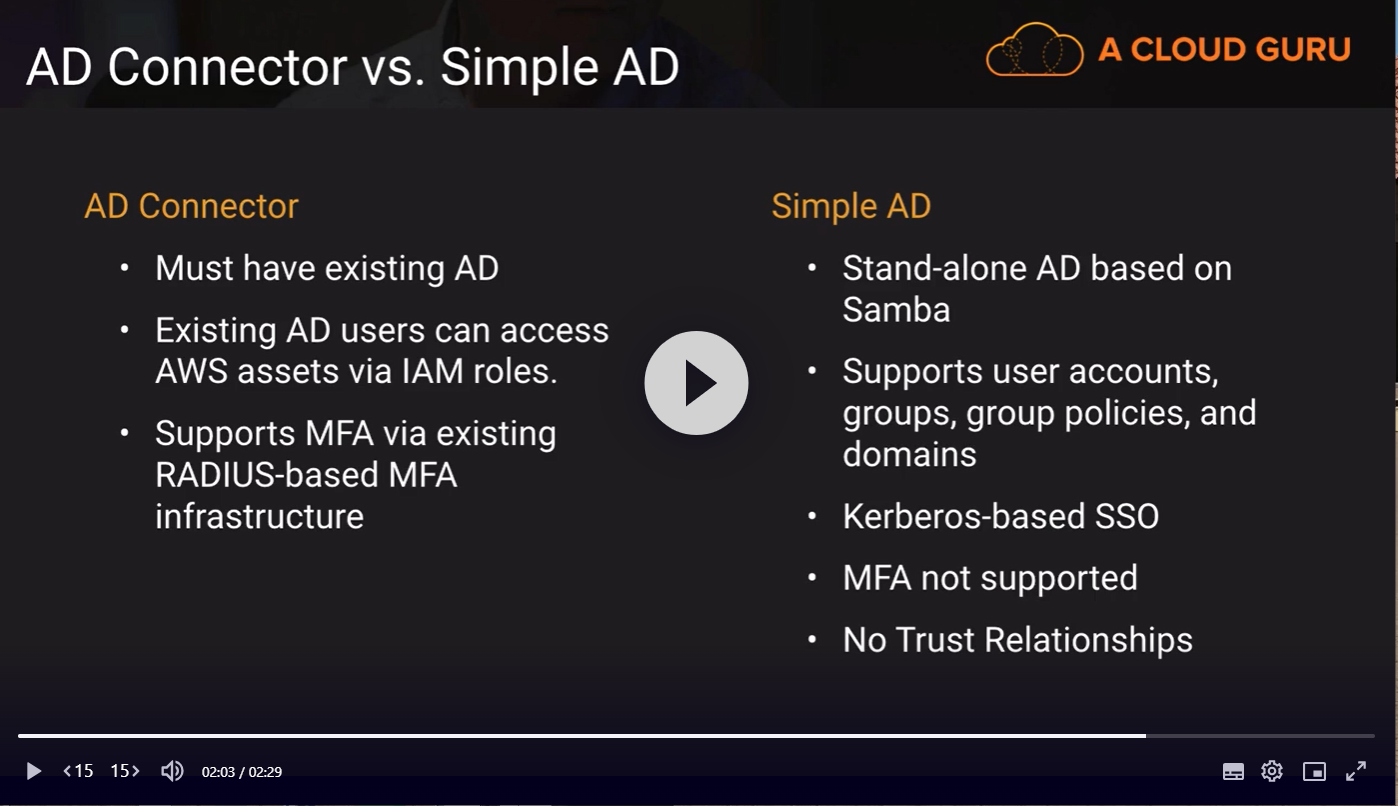 AD Connector vs. Simple AD
A CLOUD GURU
AD Connector
• Must have existing AD
• Existing AD users can access
AWS assets via IAM roles.
• Supports MFA via existing
RADIUS-based MFA
infrastructure
Simple AD
• Stand-alone AD based on
Samba
• Supports user accounts,
groups, group policies, and
domains
• Kerberos-based SSO
• MFA not supported
• No Trust Relationships
<15 15> 02:03 / 02:29